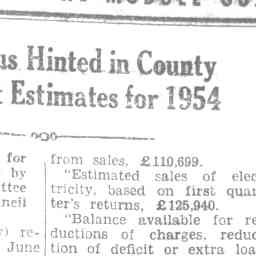 us Hinted in County
Estimates for 1954
for
by
ttee
ncil
re-
June
from sales, £110,699.
"Estimated sales of elec-
tricity, based on first quar-
ter's returns, £125,940.
"Balance available for re-
ductions of charges, reduc-
tion of deficit or extra loa